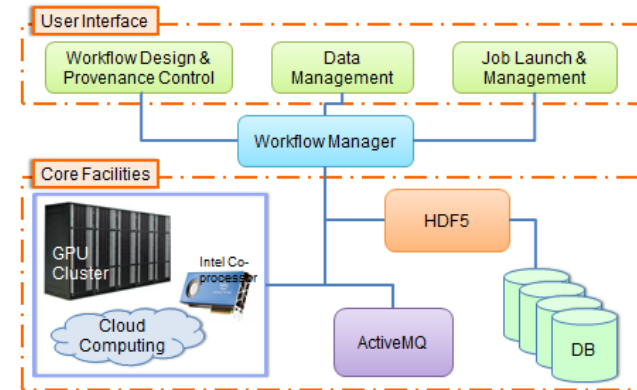 User Interface
Workflow Design &
Provenance Control
Data
Management
Job Launch &
Management
Workflow Manager
Core Facilities
GPU
Cluster
Intel Co-
processor
Cloud
Computing
HDF5
ActiveMQ
DB